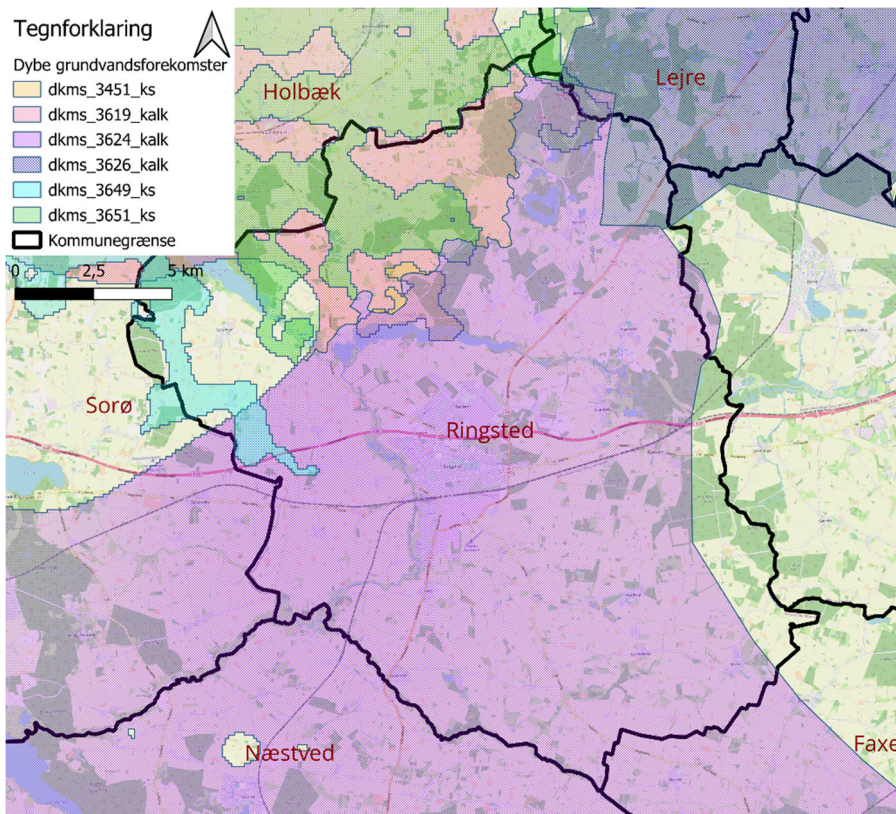 Tegnforklaring
Dybe grundvandsforekomster
dkms_3451_ks
dkms_3619_kalk
dkms_3624_kalk
dkms_3626_kalk
dkms_3649_ks
dkms_3651_ks
Kommunegrænse
0 2,5 5 km
Holbæk
Lejre
Sorø
Ringsted
Næstved
Faxe